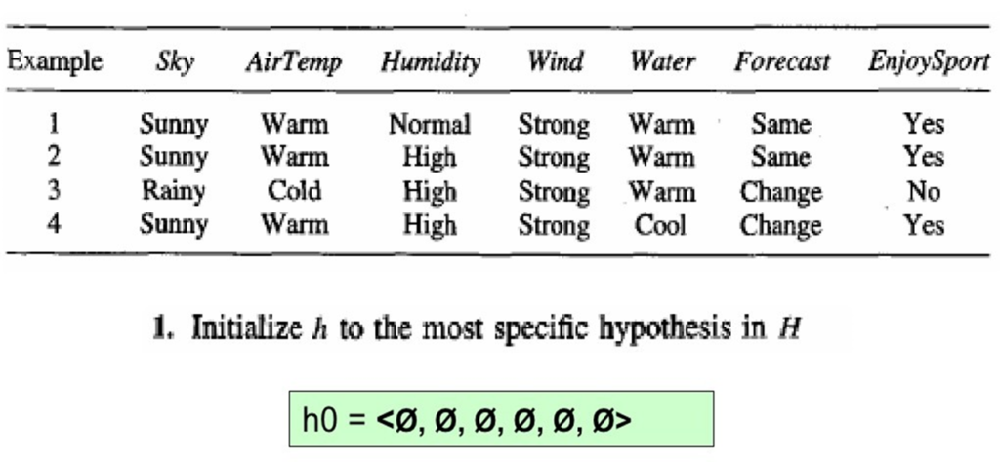 Example Sky AirTemp Humidity Wind Water Forecast EnjoySport
1 Sunny Warm Normal Strong Warm Same Yes
2 Sunny Warm High Strong Warm Same Yes
3 Rainy Cold High Strong Warm Change No
4 Sunny Warm High Strong Cool Change Yes
1. Initialize h to the most specific hypothesis in H
h0 = <Ø, Ø, Ø, Ø, Ø, Ø>